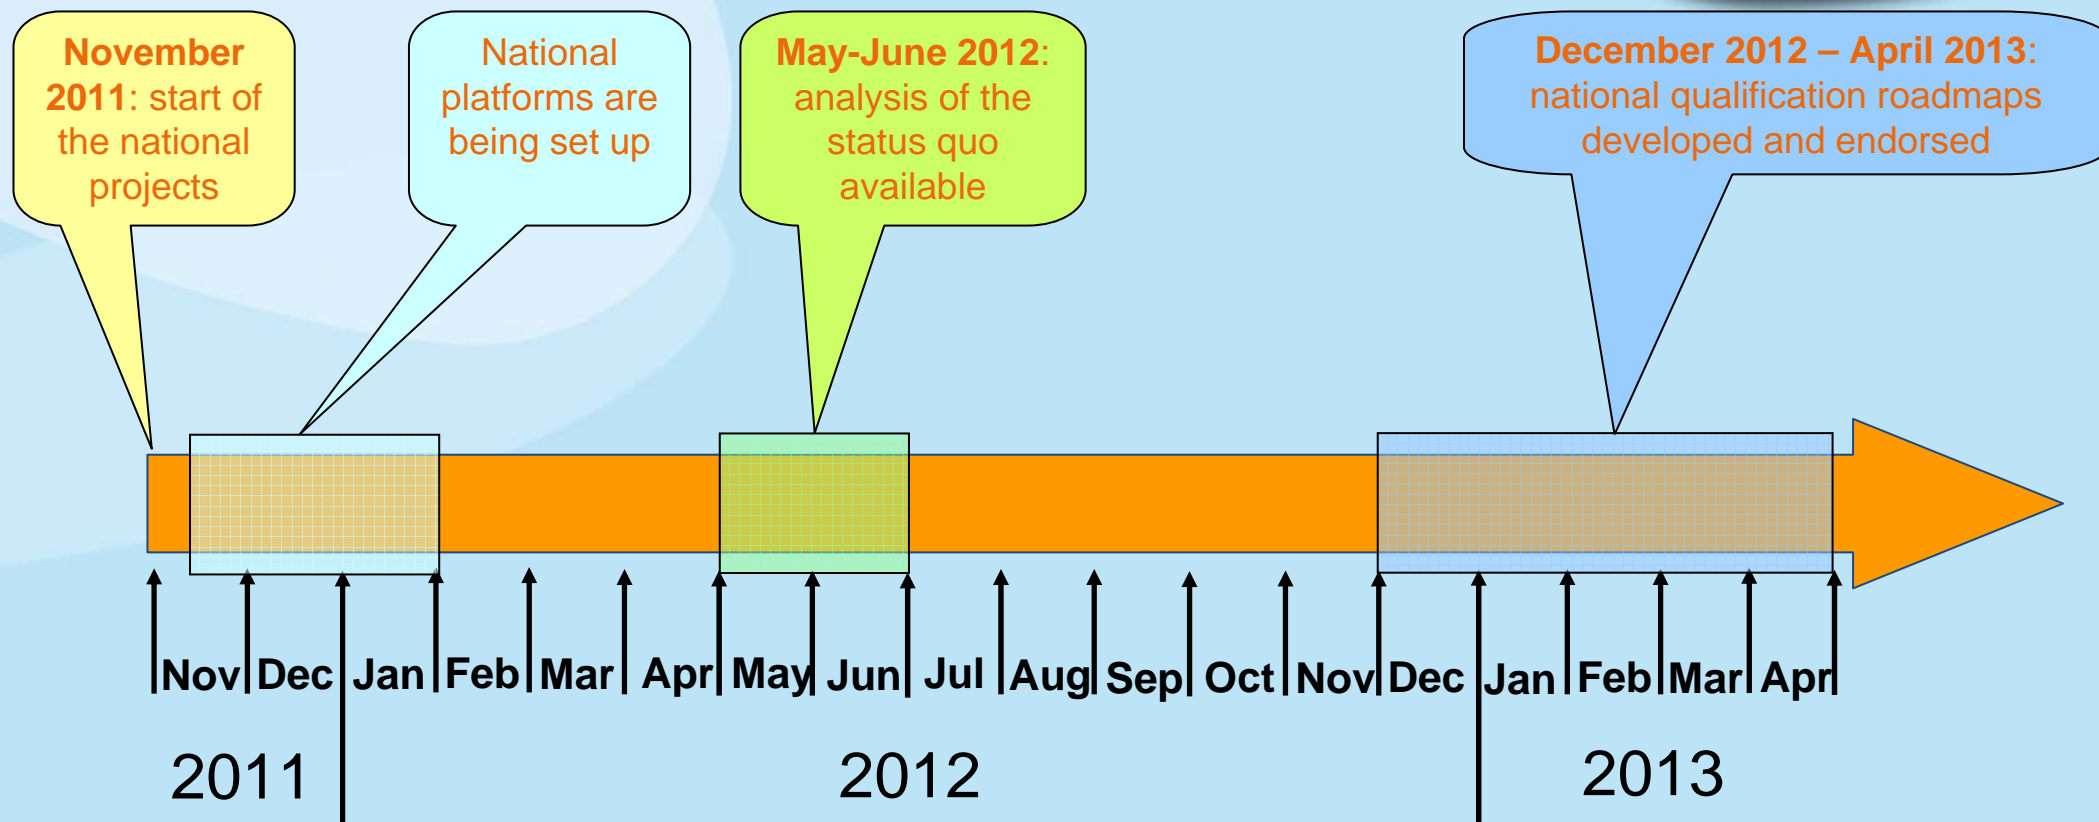 November
2011: start of
the national
projects
National
platforms are
being set up
May-June 2012:
analysis of the
status quo
available
December 2012 – April 2013:
national qualification roadmaps
developed and endorsed
Nov Dec Jan Feb Mar Apr May Jun Jul Aug Sep Oct Nov Dec Jan Feb Mar Apr
2011 2012 2013